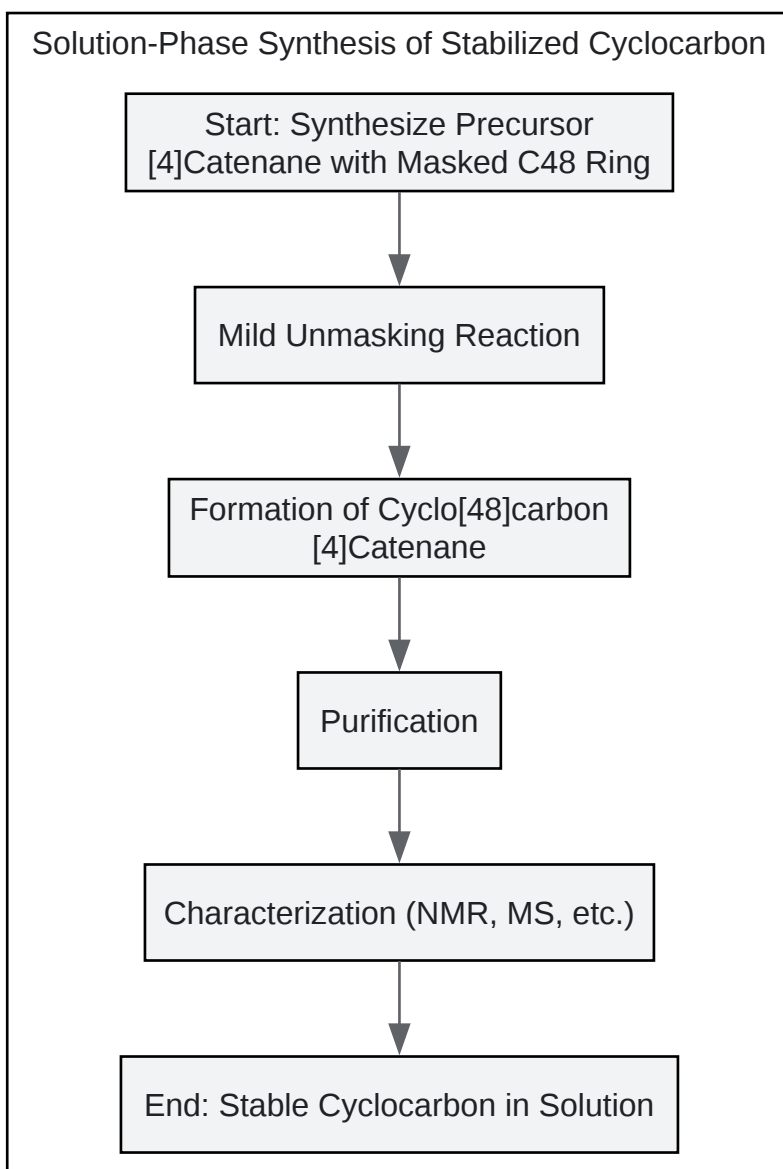 Solution-Phase Synthesis of Stabilized Cyclocarbon
Start: Synthesize Precursor
[4]Catenane with Masked C48 Ring
Mild Unmasking Reaction
Formation of Cyclo[48]carbon
[4]Catenane
Purification
Characterization (NMR, MS, etc.)
End: Stable Cyclocarbon in Solution